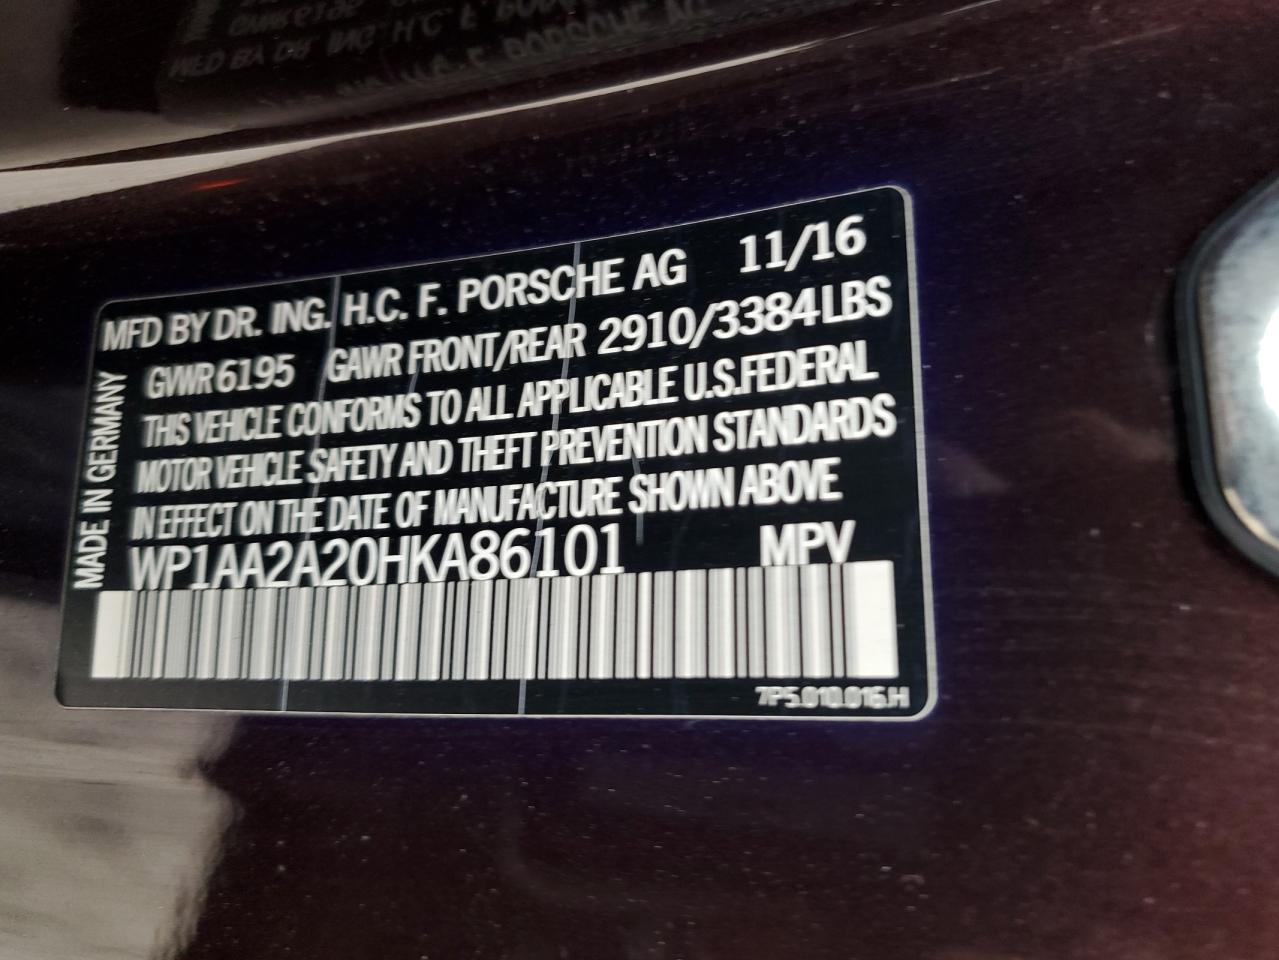 MFD BY DR. ING. H.C. F. PORSCHE AG 11/16
GVWR 6195 GAWR FRONT/REAR 2910/3384LBS
THIS VEHICLE CONFORMS TO ALL APPLICABLE U.S.FEDERAL
MOTOR VEHICLE SAFETY AND THEFT PREVENTION STANDARDS
IN EFFECT ON THE DATE OF MANUFACTURE SHOWN ABOVE
WP1AA2A20HKA86101 MPV
MADE IN GERMANY
7P5.010.016.H